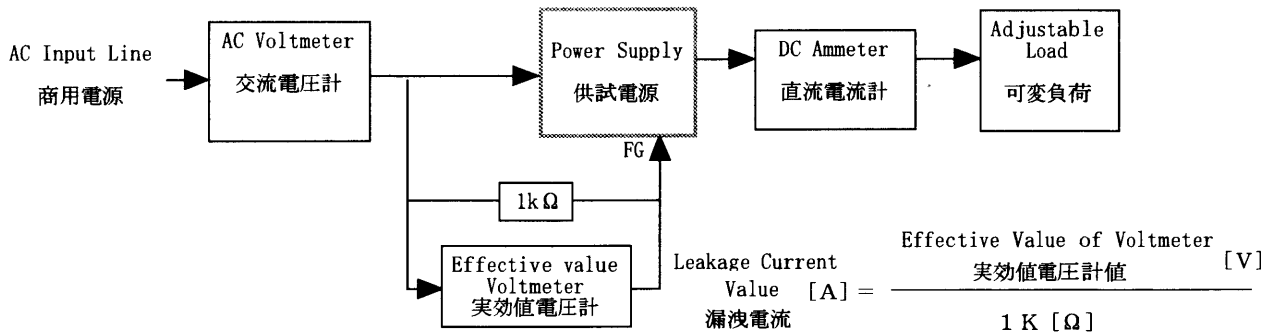 AC Input Line
商用電源
AC Voltmeter
交流電圧計
Power Supply
供試電源
DC Ammeter
直流電流計
Adjustable
Load
可変負荷
FG
1kΩ
Effective value
Voltmeter
実効値電圧計
Leakage Current
Value [A] =
漏洩電流
Effective Value of Voltmeter
実効値電圧計値 [V]
1 K [Ω]